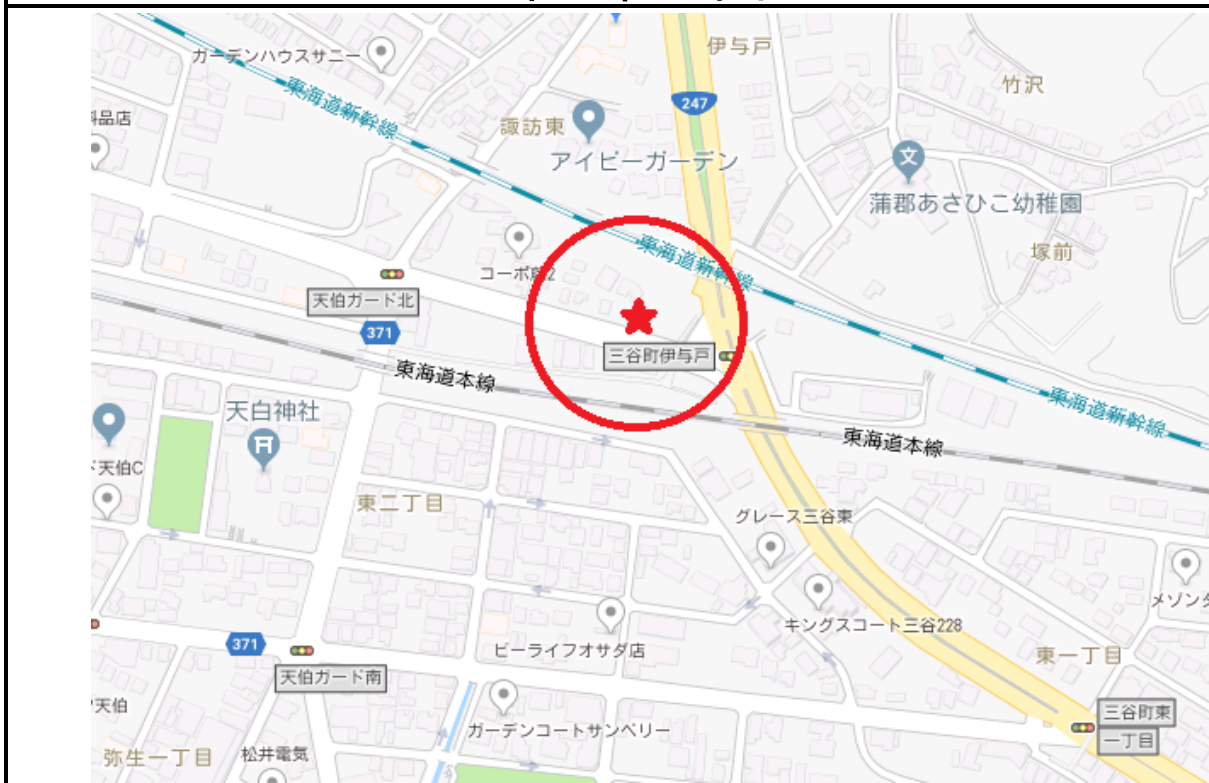 伊与戸
ガーデンハウスサニー
竹沢
東海道新幹線
247
諏訪東
アイビーガーデン
文
蒲郡あさひこ幼稚園
東海道新幹線
塚前
コーポ
2
天伯ガード北
371
三谷町伊与戸
東海道本線
東海道新幹線
天白神社
東海道本線
天伯C
東二丁目
グレース三谷東
メゾン
キングスコート三谷228
371
ビーライフオサダ店
東一丁目
天伯ガード南
天伯
三谷町東
一丁目
ガーデンコートサンベリー
弥生一丁目
松井電気